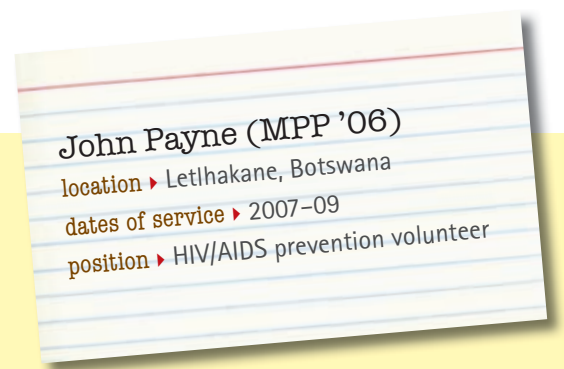 John Payne (MPP ’06)
location ▸ Letlhakane, Botswana
dates of service ▸ 2007–09
position ▸ HIV/AIDS prevention volunteer